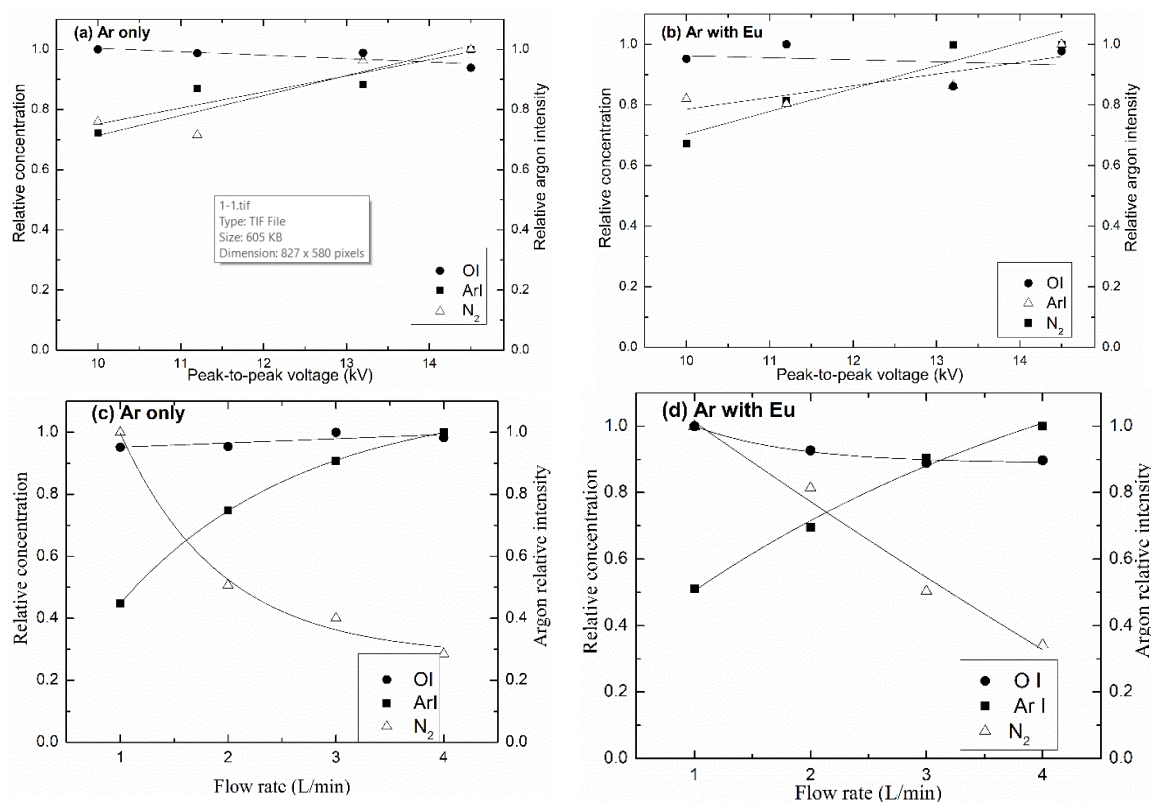 (a) Ar only
1.0
0.8
0.6
0.4
0.2
0.0
Relative concentration
1.0
0.8
0.6
0.4
0.2
0.0
Relative argon intensity
1-1.tif
Type: TIF File
Size: 605 KB
Dimension: 827 x 580 pixels
OI
ArI
N2
10 11 12 13 14
Peak-to-peak voltage (kV)
(b) Ar with Eu
1.0
0.8
0.6
0.4
0.2
0.0
Relative concentration
1.0
0.8
0.6
0.4
0.2
0.0
Relative argon intensity
OI
ArI
N2
10 11 12 13 14
Peak-to-peak voltage (kV)
(c) Ar only
1.0
0.8
0.6
0.4
0.2
0.0
Relative concentration
1.0
0.8
0.6
0.4
0.2
0.0
Argon relative intensity
OI
ArI
N2
1 2 3 4
Flow rate (L/min)
(d) Ar with Eu
1.0
0.8
0.6
0.4
0.2
0.0
Relative concentration
1.0
0.8
0.6
0.4
0.2
0.0
Argon relative intensity
O I
Ar I
N2
1 2 3 4
Flow rate (L/min)